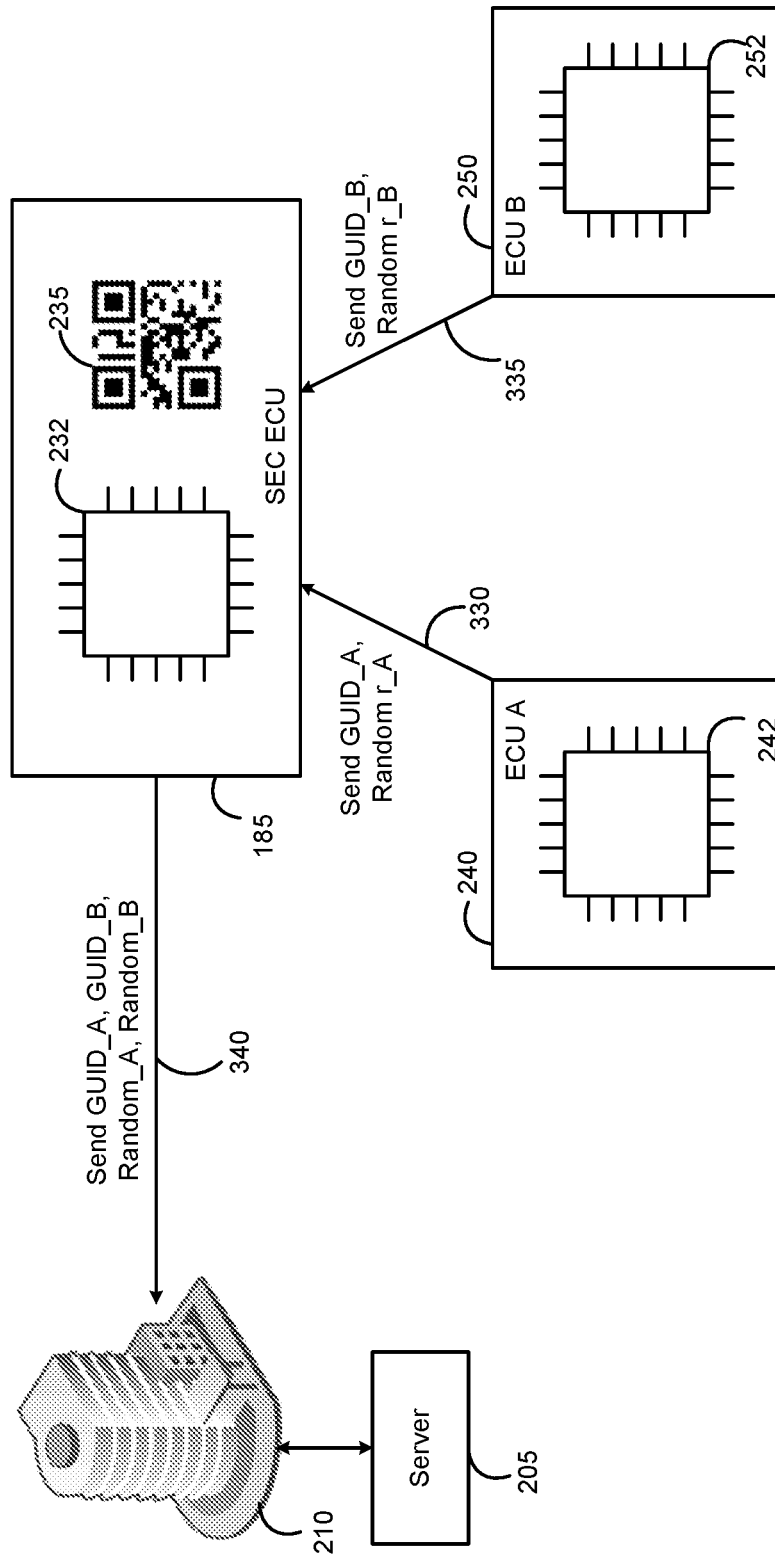 Send GUID_A, GUID_B,
Random_A, Random_B
340
210
Server
205
232
235
SEC ECU
185
Send GUID_A,
Random r_A
330
Send GUID_B,
Random r_B
335
240
ECU A
242
250
ECU B
252